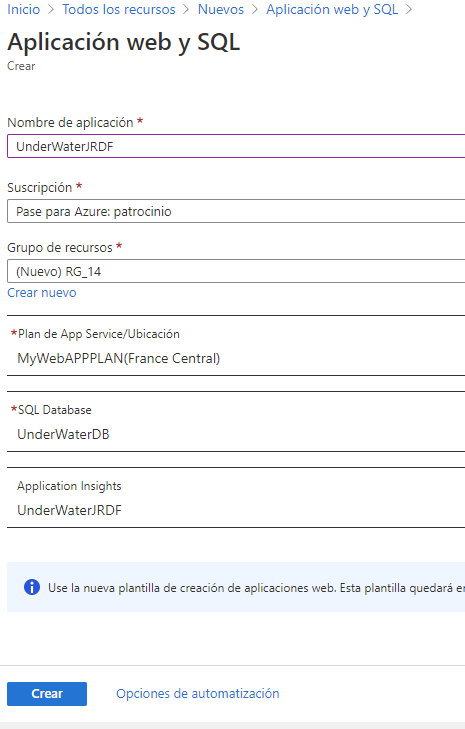 Inicio > Todos los recursos > Nuevos > Aplicación web y SQL >
Aplicación web y SQL
Crear
Nombre de aplicación *
UnderWaterJRDF
Suscripción *
Pase para Azure: patrocinio
Grupo de recursos *
(Nuevo) RG_14
Crear nuevo
*Plan de App Service/Ubicación
MyWebAPPPLAN(France Central)
*SQL Database
UnderWaterDB
Application Insights
UnderWaterJRDF
Use la nueva plantilla de creación de aplicaciones web. Esta plantilla quedará
Crear
Opciones de automatización